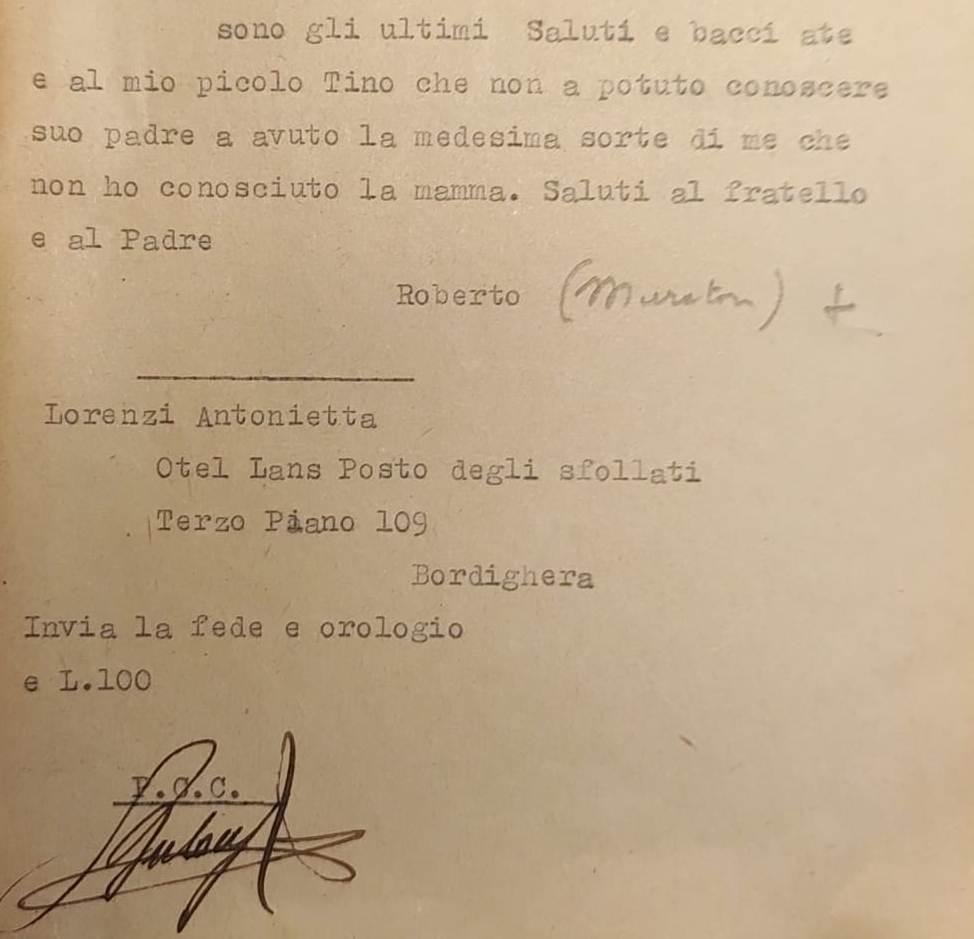 sono gli ultimi Saluti e bacci ate
e al mio picolo Tino che non a potuto conoscere
suo padre a avuto la medesima sorte di me che
non ho conosciuto la mamma. Saluti al fratello
e al Padre
Roberto (Muraton) +
Lorenzi Antonietta
Otel Lans Posto degli sfollati
Terzo Piano 109
Bordighera
Invia la fede e orologio
e L.100
P.C.C.